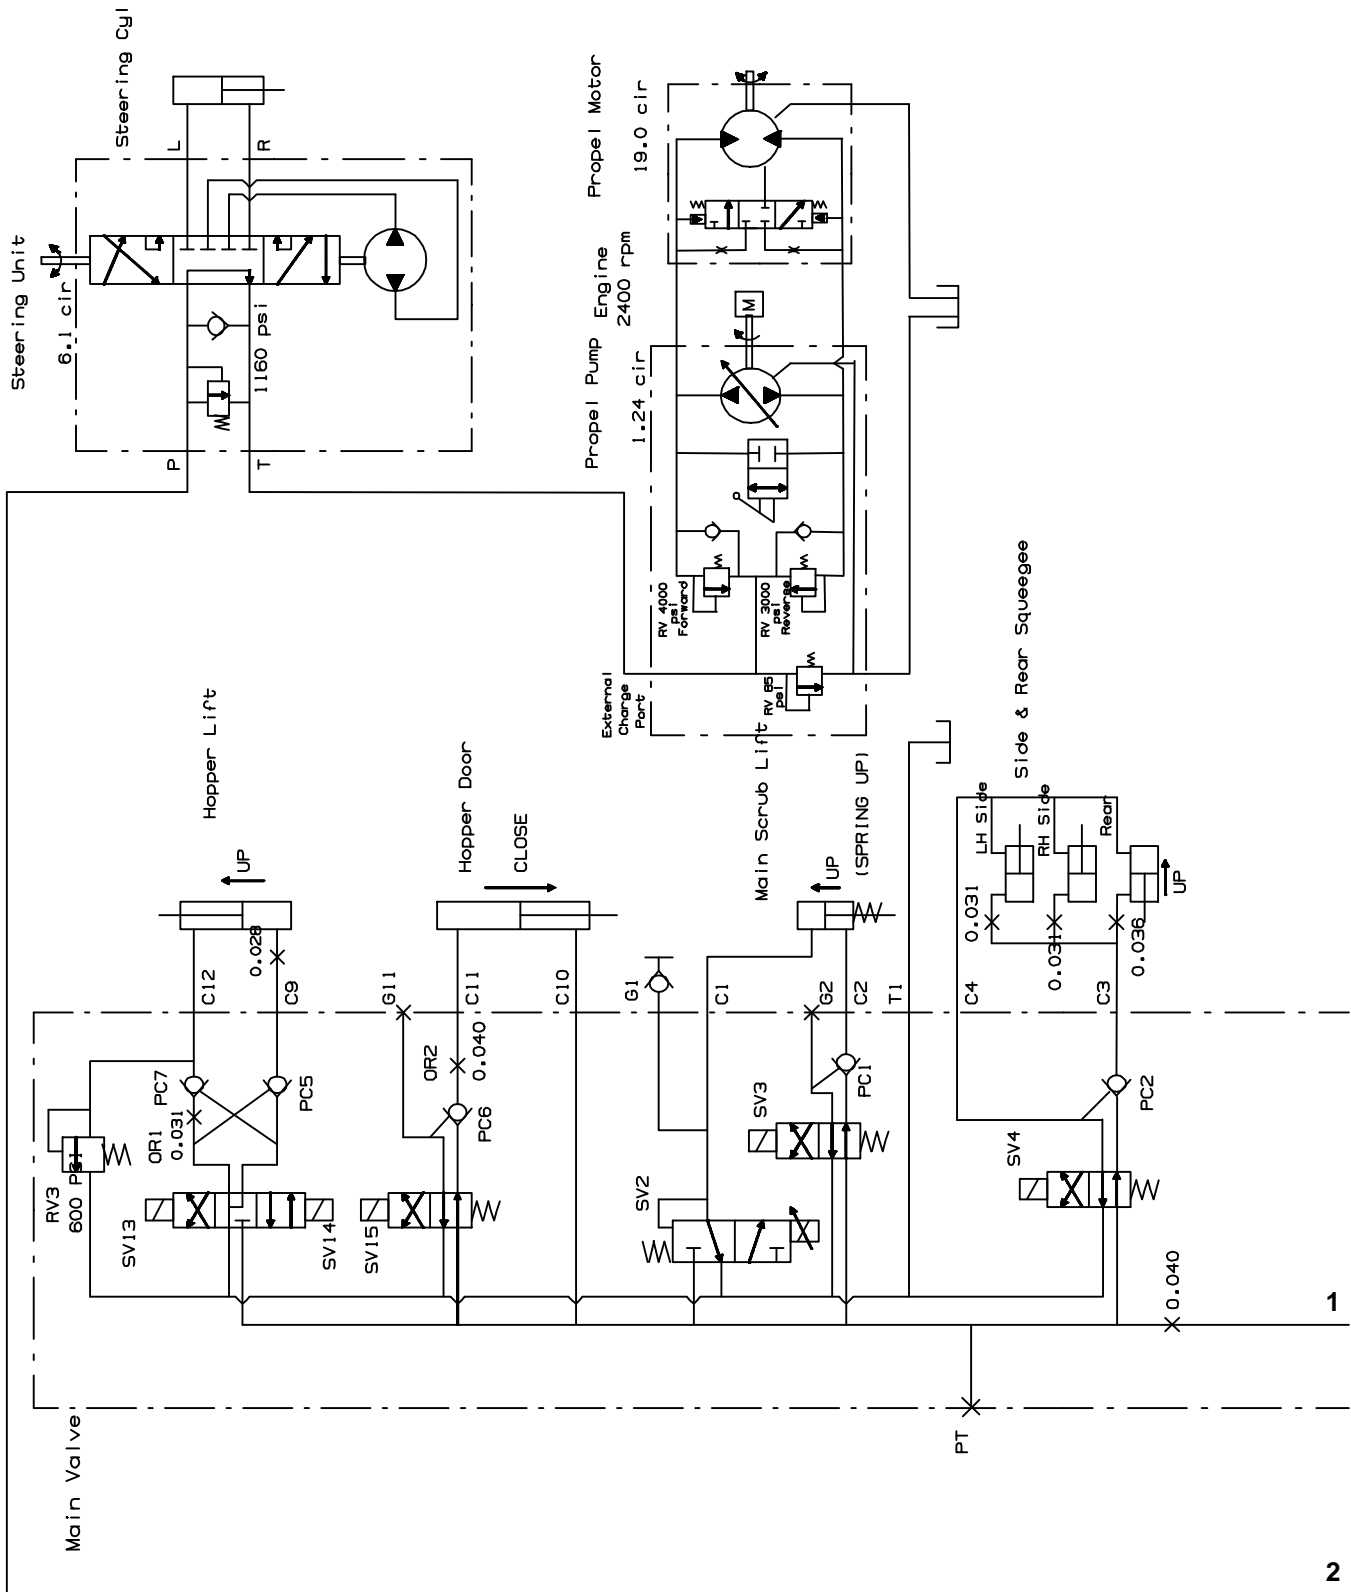 Steering Cyl
L
R
Steering Unit
6.1 cir
1160 psi
P
T
Propel Motor
19.0 cir
Engine
2400 rpm
M
Propel Pump
1.24 cir
RV 4000
psi
Forward
RV 3000
psi
Reverse
RV 85
psi
External
Charge
Port
Hopper Lift
UP
0.028
C12
C9
Hopper Door
CLOSE
G11
C11
C10
Main Scrub Lift
(SPRING UP)
UP
G1
C1
G2
C2
T1
Side & Rear Squeegee
LH Side
RH Side
Rear
0.031
0.031
0.036
UP
C4
C3
PC7
PC5
OR1
0.031
RV3
600 PSI
SV13
SV14
OR2
0.040
PC6
SV15
SV2
SV3
PC1
SV4
PC2
0.040
1
PT
Main Valve
2